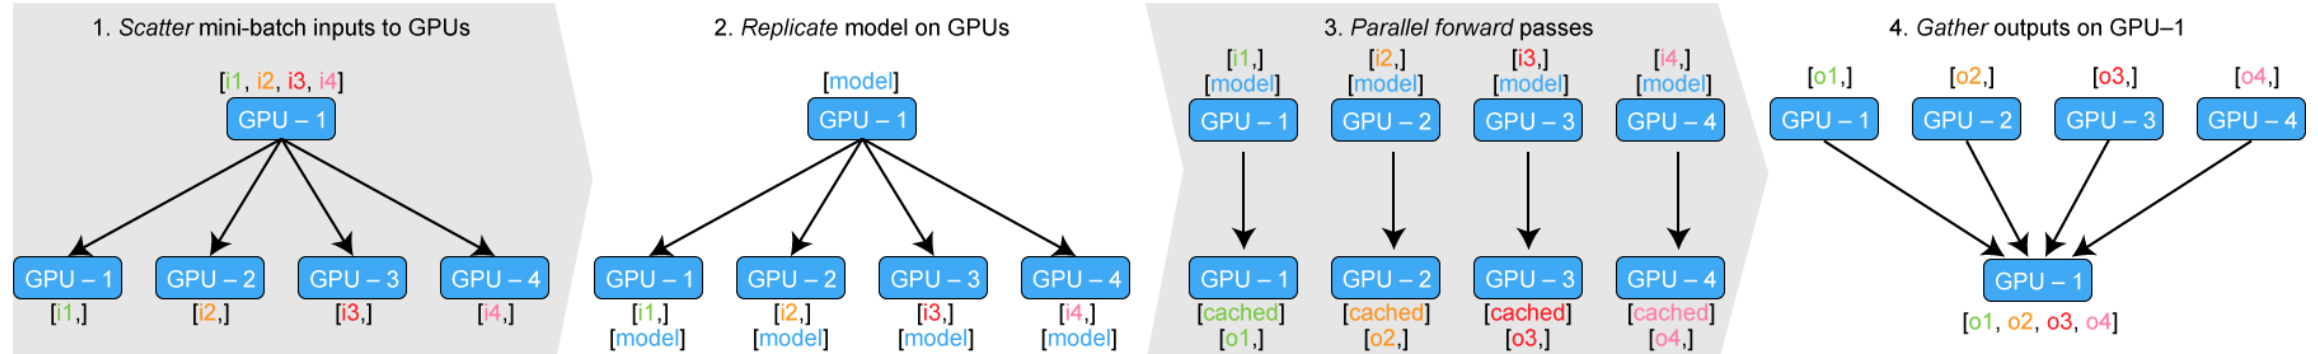 1. Scatter mini-batch inputs to GPUs
[i1, i2, i3, i4]
GPU – 1
GPU – 1 GPU – 2 GPU – 3 GPU – 4
[i1,] [i2,] [i3,] [i4,]
2. Replicate model on GPUs
[model]
GPU – 1
GPU – 1 GPU – 2 GPU – 3 GPU – 4
[i1,] [i2,] [i3,] [i4,]
[model] [model] [model] [model]
3. Parallel forward passes
[i1,] [i2,] [i3,] [i4,]
[model] [model] [model] [model]
GPU – 1 GPU – 2 GPU – 3 GPU – 4
GPU – 1 GPU – 2 GPU – 3 GPU – 4
[cached] [cached] [cached] [cached]
[o1,] [o2,] [o3,] [o4,]
4. Gather outputs on GPU–1
[o1,] [o2,] [o3,] [o4,]
GPU – 1 GPU – 2 GPU – 3 GPU – 4
GPU – 1
[o1, o2, o3, o4]